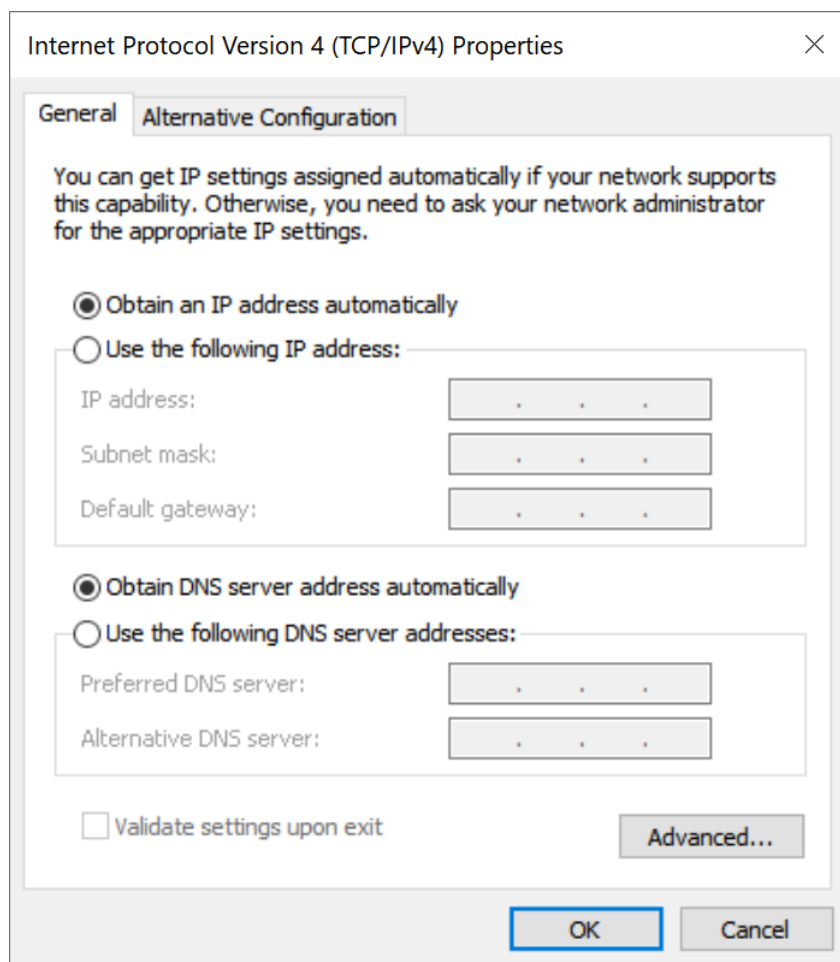 Internet Protocol Version 4 (TCP/IPv4) Properties
General
Alternative Configuration
You can get IP settings assigned automatically if your network supports
this capability. Otherwise, you need to ask your network administrator
for the appropriate IP settings.
Obtain an IP address automatically
Use the following IP address:
IP address: . . .
Subnet mask: . . .
Default gateway: . . .
Obtain DNS server address automatically
Use the following DNS server addresses:
Preferred DNS server: . . .
Alternative DNS server: . . .
Validate settings upon exit
Advanced...
OK
Cancel